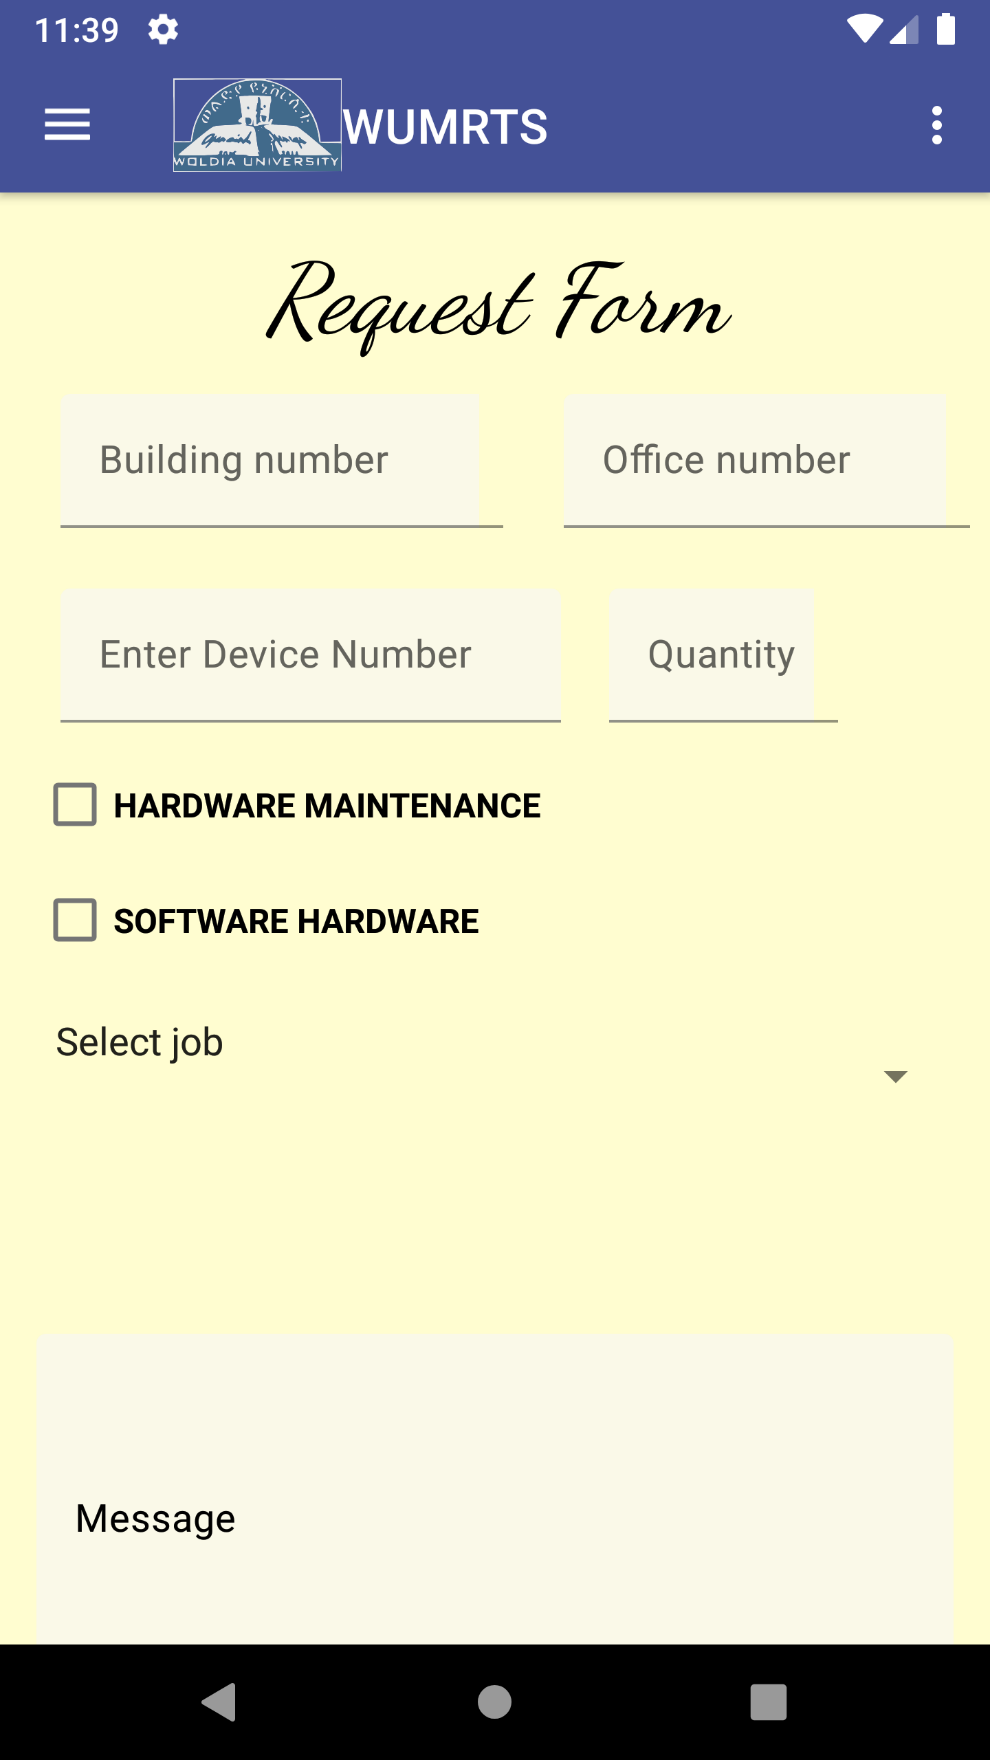 11:39
WOLDIA UNIVERSITY
WUMRTS
Request Form
Building number
Office number
Enter Device Number
Quantity
HARDWARE MAINTENANCE
SOFTWARE HARDWARE
Select job
Message